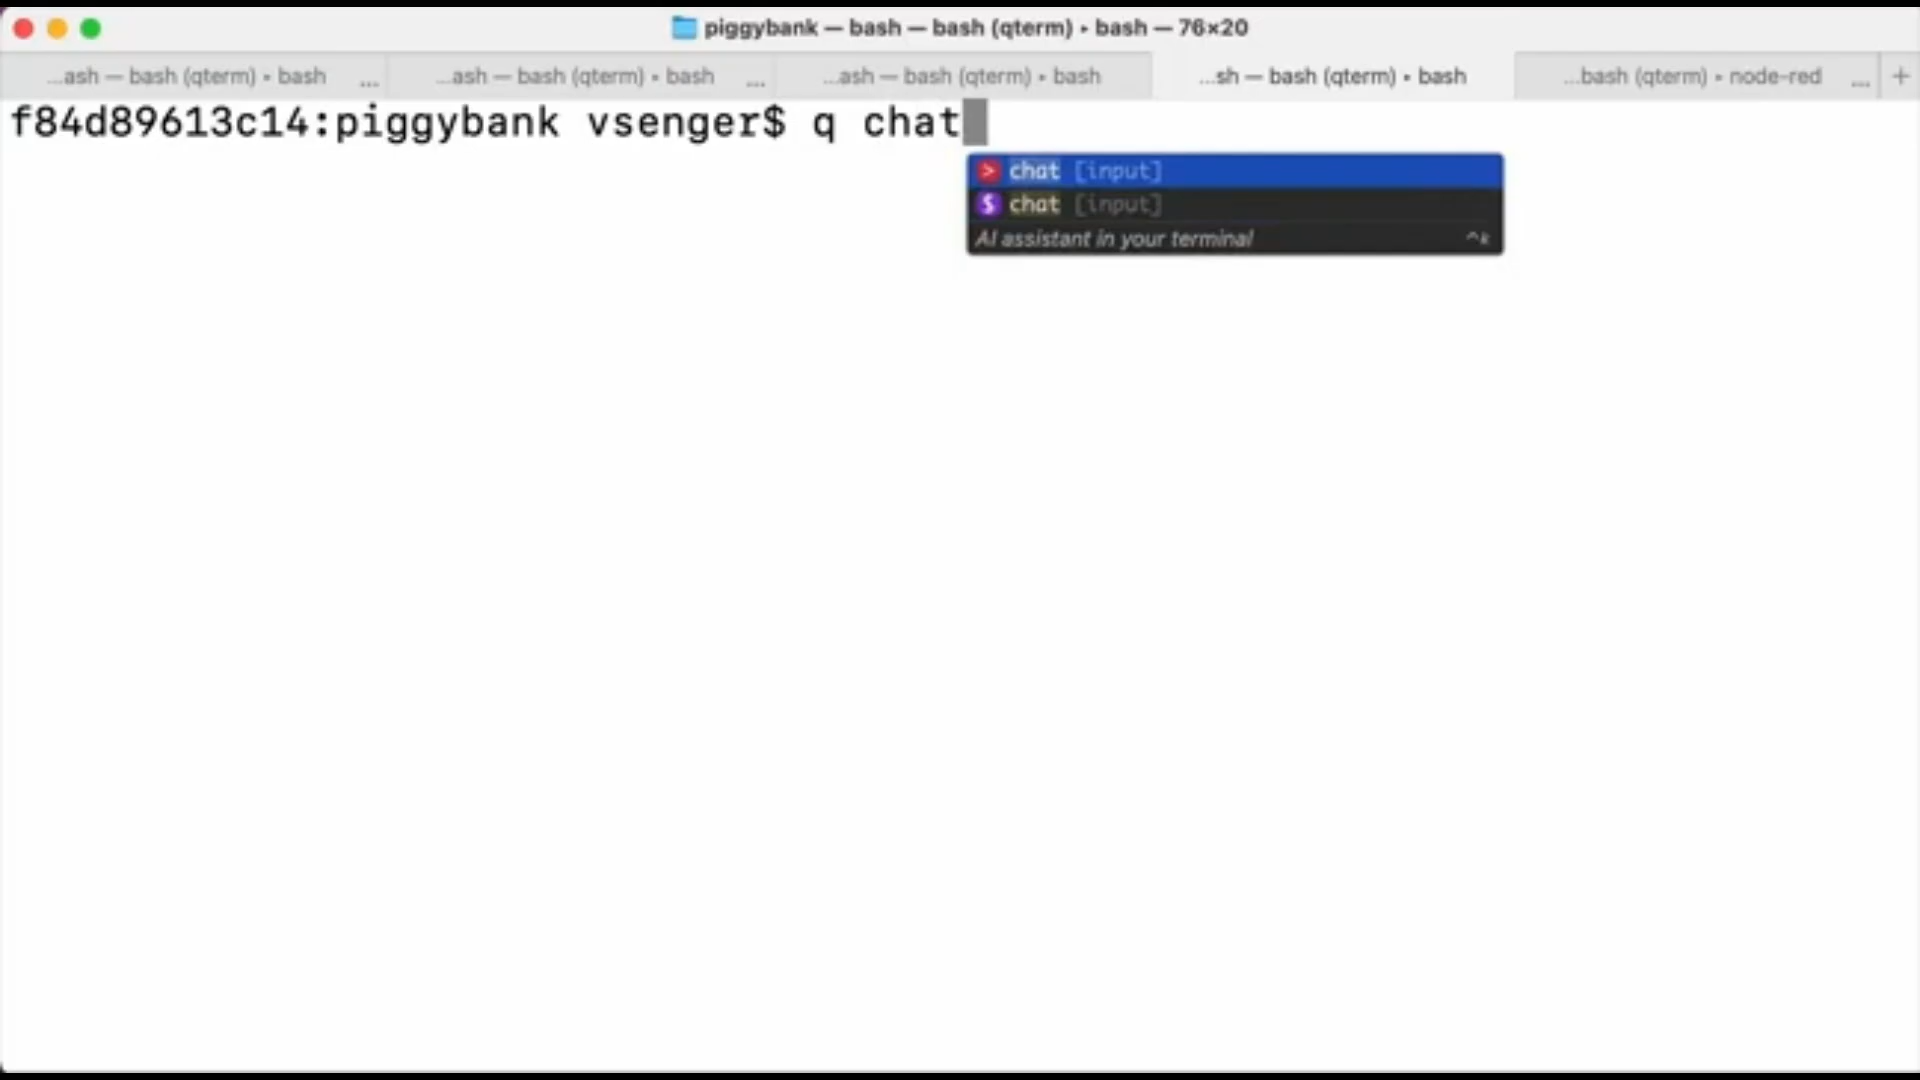 piggybank — bash — bash (qterm) ‣ bash — 76×20
...ash — bash (qterm) ‣ bash ...
...ash — bash (qterm) ‣ bash ...
...ash — bash (qterm) ‣ bash
...sh — bash (qterm) ‣ bash
...bash (qterm) ‣ node-red ...
+
f84d89613c14:piggybank vsenger$ q chat
> chat [input]
$ chat [input]
AI assistant in your terminal ^k